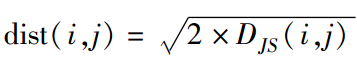 dist(i,j) = √2 × D_JS(i,j)